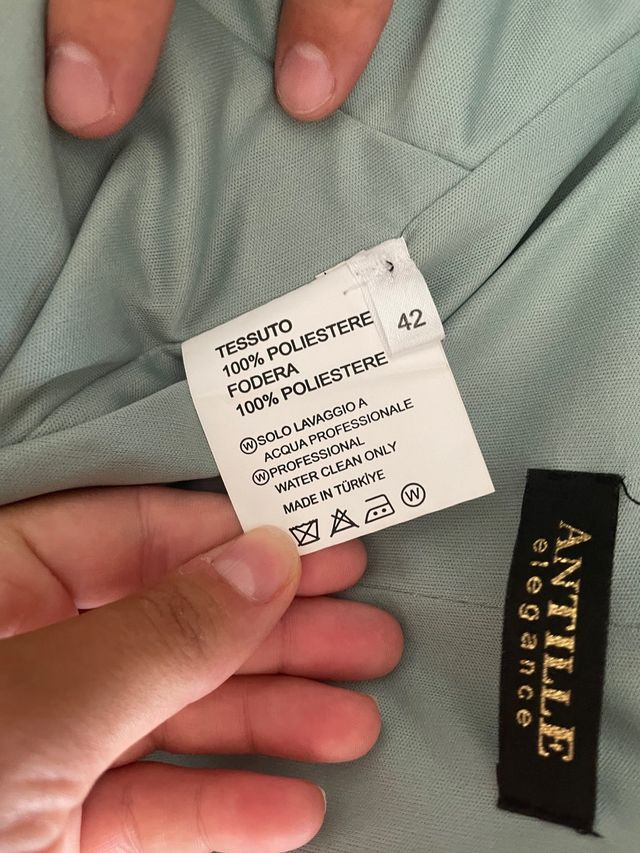 42
TESSUTO
100% POLIESTERE
FODERA
100% POLIESTERE
Ⓦ SOLO LAVAGGIO A
ACQUA PROFESSIONALE
Ⓦ PROFESSIONAL
WATER CLEAN ONLY
MADE IN TÜRKİYE
Ⓦ
ANTILLE
elegance